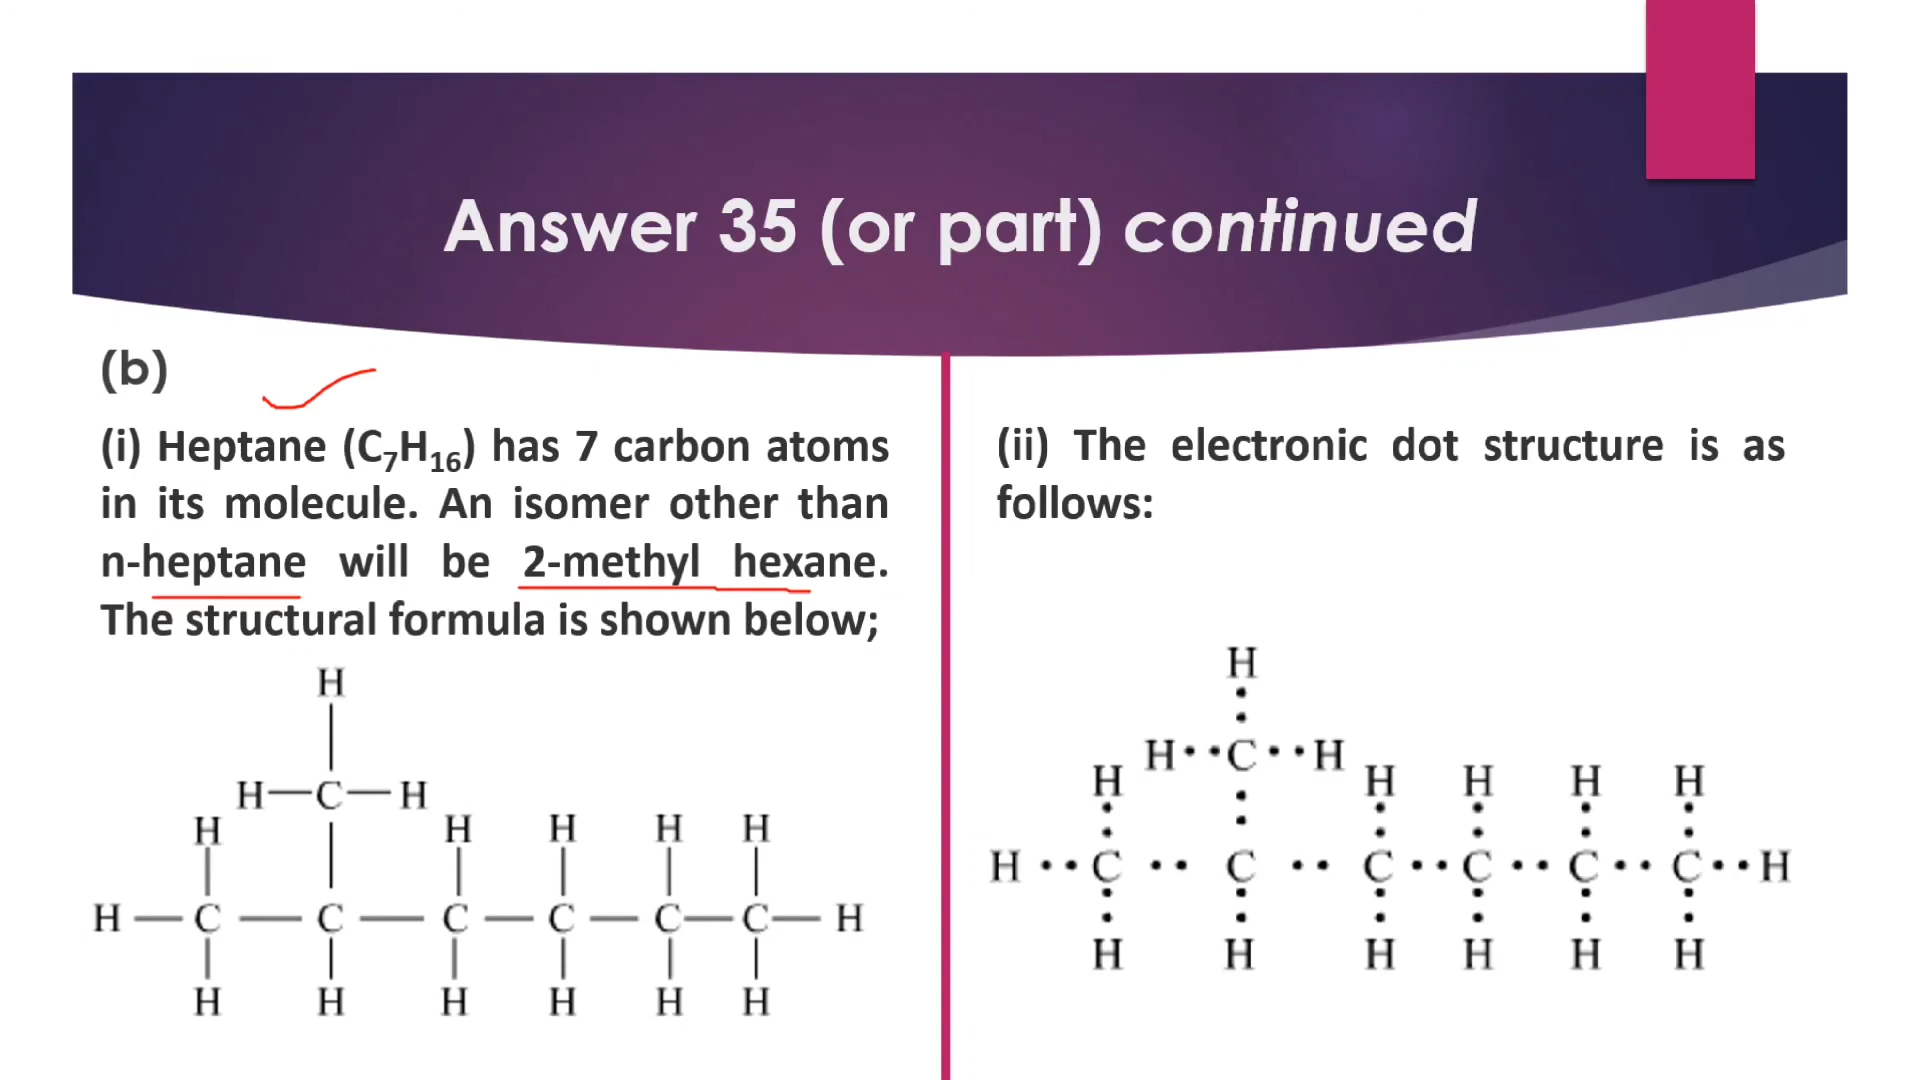 Answer 35 (or part) continued
(b)
(i) Heptane (C₇H₁₆) has 7 carbon atoms
in its molecule. An isomer other than
n-heptane will be 2-methyl hexane.
The structural formula is shown below;
H
H—C—H
H H H H H
H—C—C—C—C—C—C—H
H H H H H H
(ii) The electronic dot structure is as
follows:
H
H··C··H
H H H H H
H··C··C··C··C··C··C··H
H H H H H H